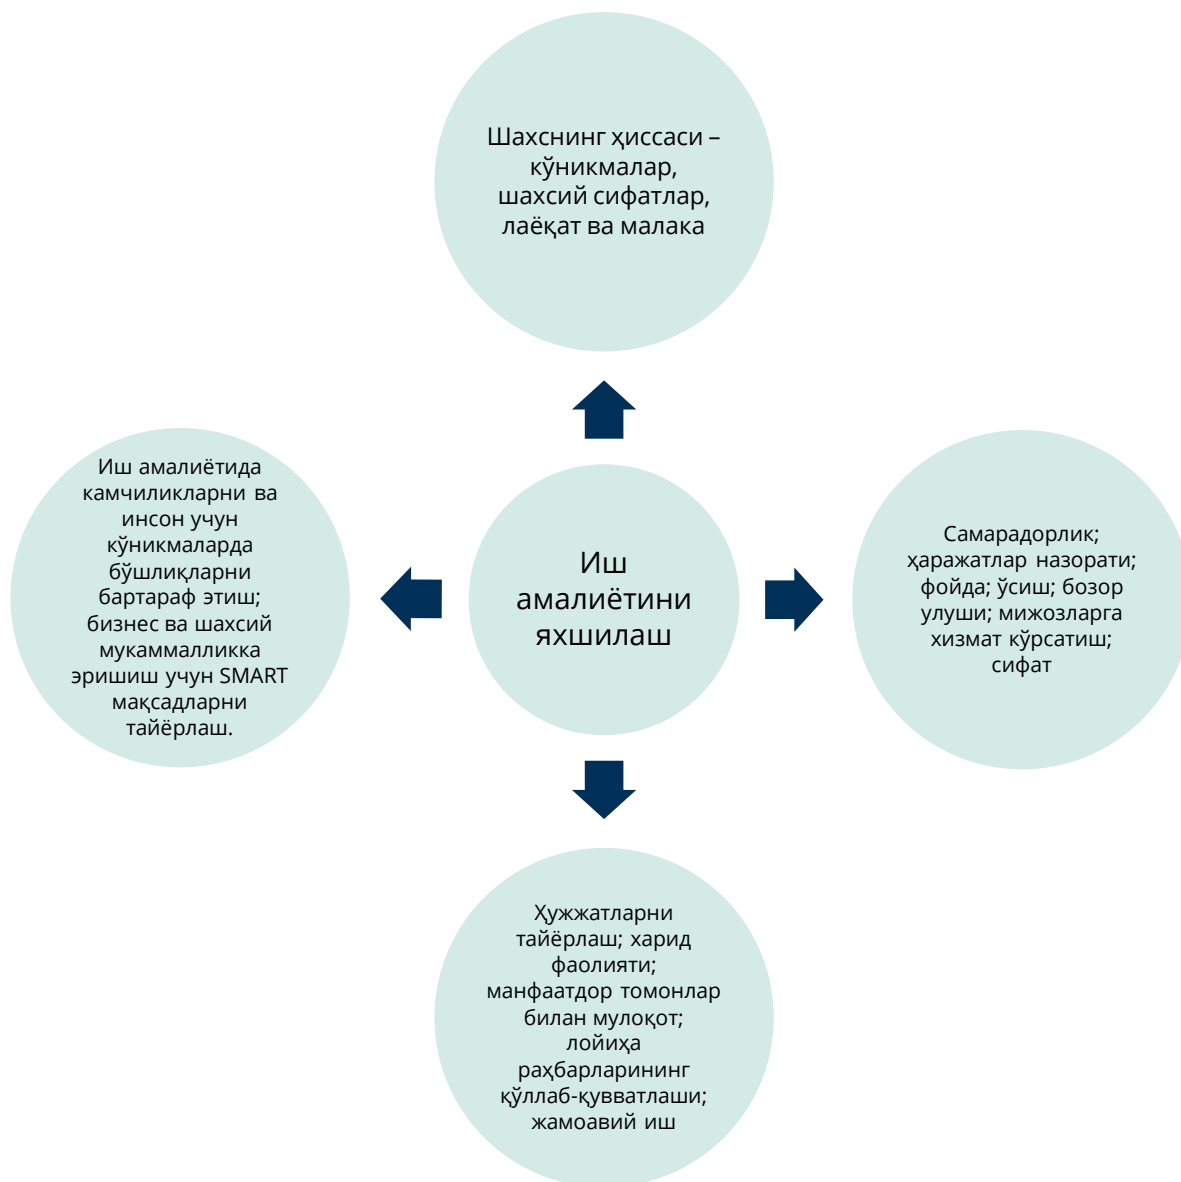 Шахснинг ҳиссаси –
кўникмалар,
шахсий сифатлар,
лаёқат ва малака
Иш амалиётида
камчиликларни ва
инсон учун
кўникмаларда
бўшлиқларни
бартараф этиш;
бизнес ва шахсий
мукаммалликка
эришиш учун SMART
мақсадларни
тайёрлаш.
Иш
амалиётини
яхшилаш
Самарадорлик;
ҳаражатлар назорати;
фойда; ўсиш; бозор
улуши; мижозларга
хизмат кўрсатиш;
сифат
Ҳужжатларни
тайёрлаш; харид
фаолияти;
манфаатдор томонлар
билан мулоқот;
лойиҳа
раҳбарларининг
қўллаб-қувватлаши;
жамоавий иш